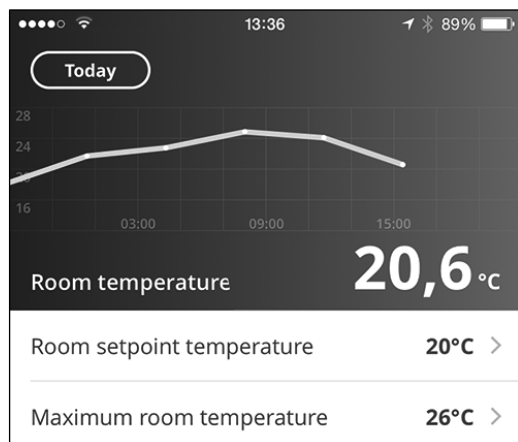 13:36
89%
Today
28
24
20
16
03:00
09:00
15:00
Room temperature
20,6 °C
Room setpoint temperature
20°C
Maximum room temperature
26°C